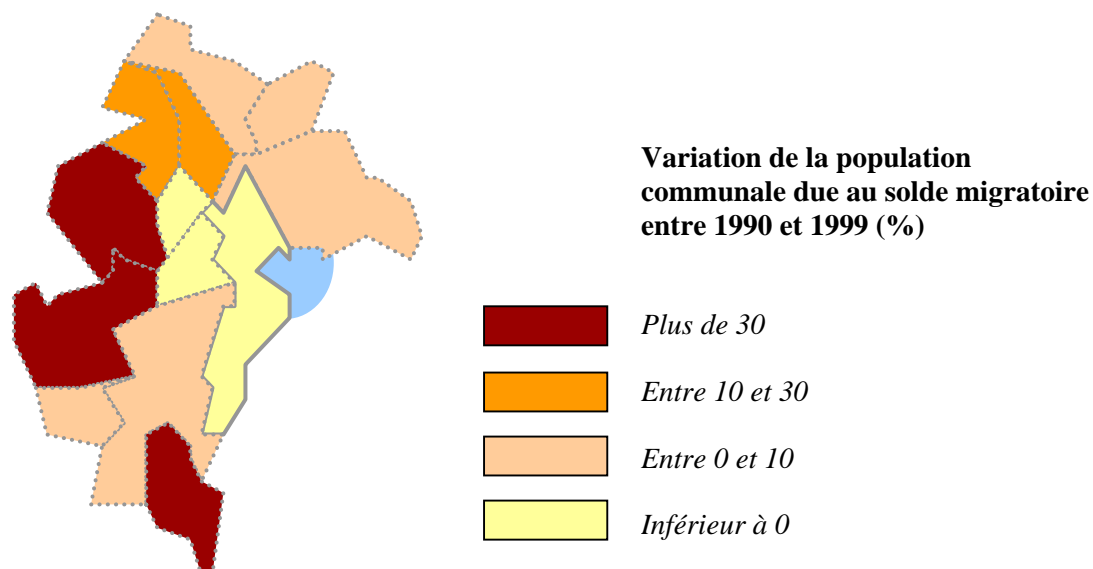 Variation de la population
communale due au solde migratoire
entre 1990 et 1999 (%)
Plus de 30
Entre 10 et 30
Entre 0 et 10
Inférieur à 0